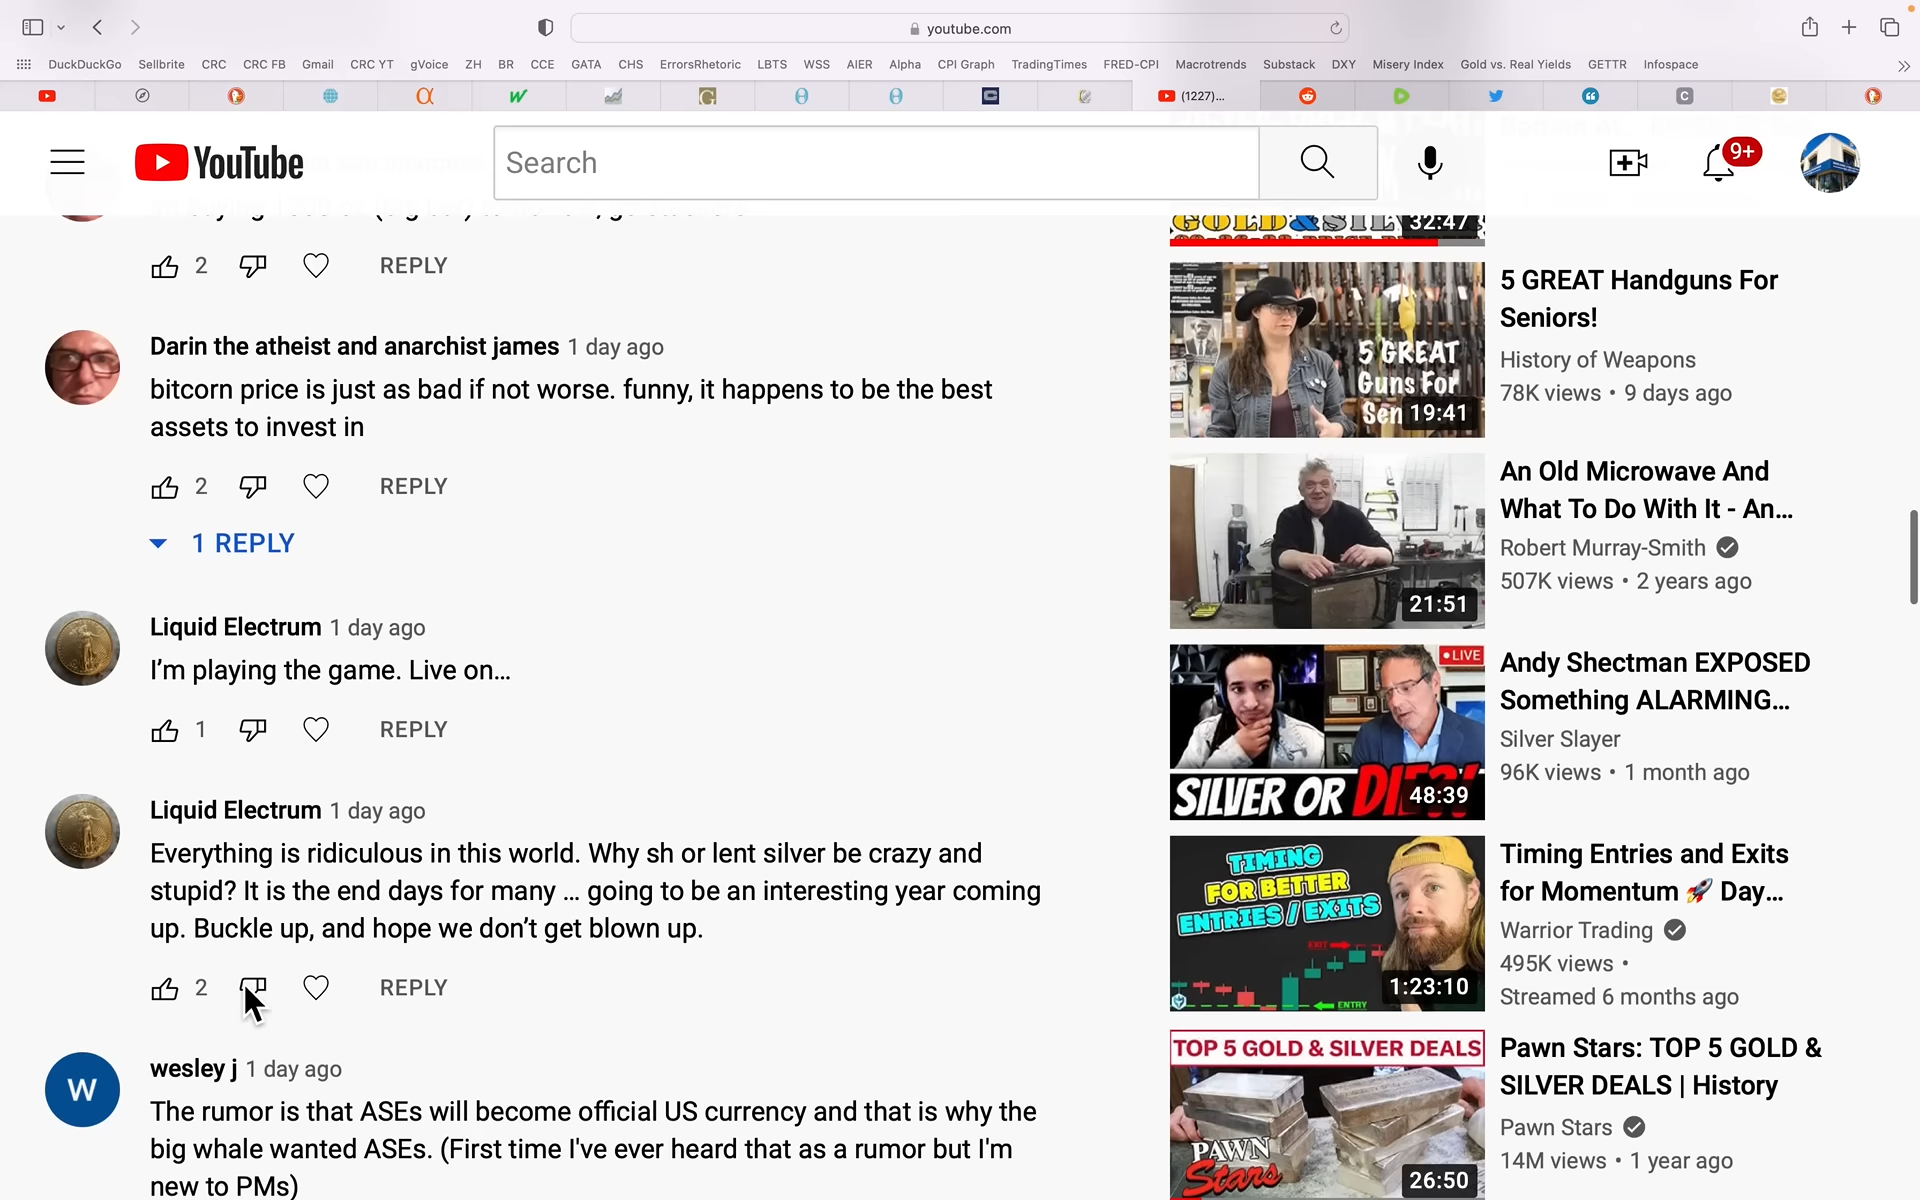 youtube.com
DuckDuckGo Sellbrite CRC CRC FB Gmail CRC YT gVoice ZH BR CCE GATA CHS ErrorsRhetoric LBTS WSS AIER Alpha CPI Graph TradingTimes FRED-CPI Macrotrends Substack DXY Misery Index Gold vs. Real Yields GETTR Infospace
(1227)...
YouTube
Search
9+
2 REPLY
Darin the atheist and anarchist james 1 day ago
bitcorn price is just as bad if not worse. funny, it happens to be the best
assets to invest in
2 REPLY
1 REPLY
Liquid Electrum 1 day ago
I’m playing the game. Live on...
1 REPLY
Liquid Electrum 1 day ago
Everything is ridiculous in this world. Why sh or lent silver be crazy and
stupid? It is the end days for many … going to be an interesting year coming
up. Buckle up, and hope we don’t get blown up.
2 REPLY
W
wesley j 1 day ago
The rumor is that ASEs will become official US currency and that is why the
big whale wanted ASEs. (First time I've ever heard that as a rumor but I'm
new to PMs)
GOLD&SIL
32:47
5 GREAT
Guns For
Sen
19:41
5 GREAT Handguns For
Seniors!
History of Weapons
78K views • 9 days ago
21:51
An Old Microwave And
What To Do With It - An...
Robert Murray-Smith
507K views • 2 years ago
LIVE
SILVER OR
48:39
Andy Shectman EXPOSED
Something ALARMING...
Silver Slayer
96K views • 1 month ago
TIMING
FOR BETTER
ENTRIES / EXITS
EXIT
ENTRY
1:23:10
Timing Entries and Exits
for Momentum 🚀 Day...
Warrior Trading
495K views •
Streamed 6 months ago
TOP 5 GOLD & SILVER DEALS
PAWN
Stars
26:50
Pawn Stars: TOP 5 GOLD &
SILVER DEALS | History
Pawn Stars
14M views • 1 year ago